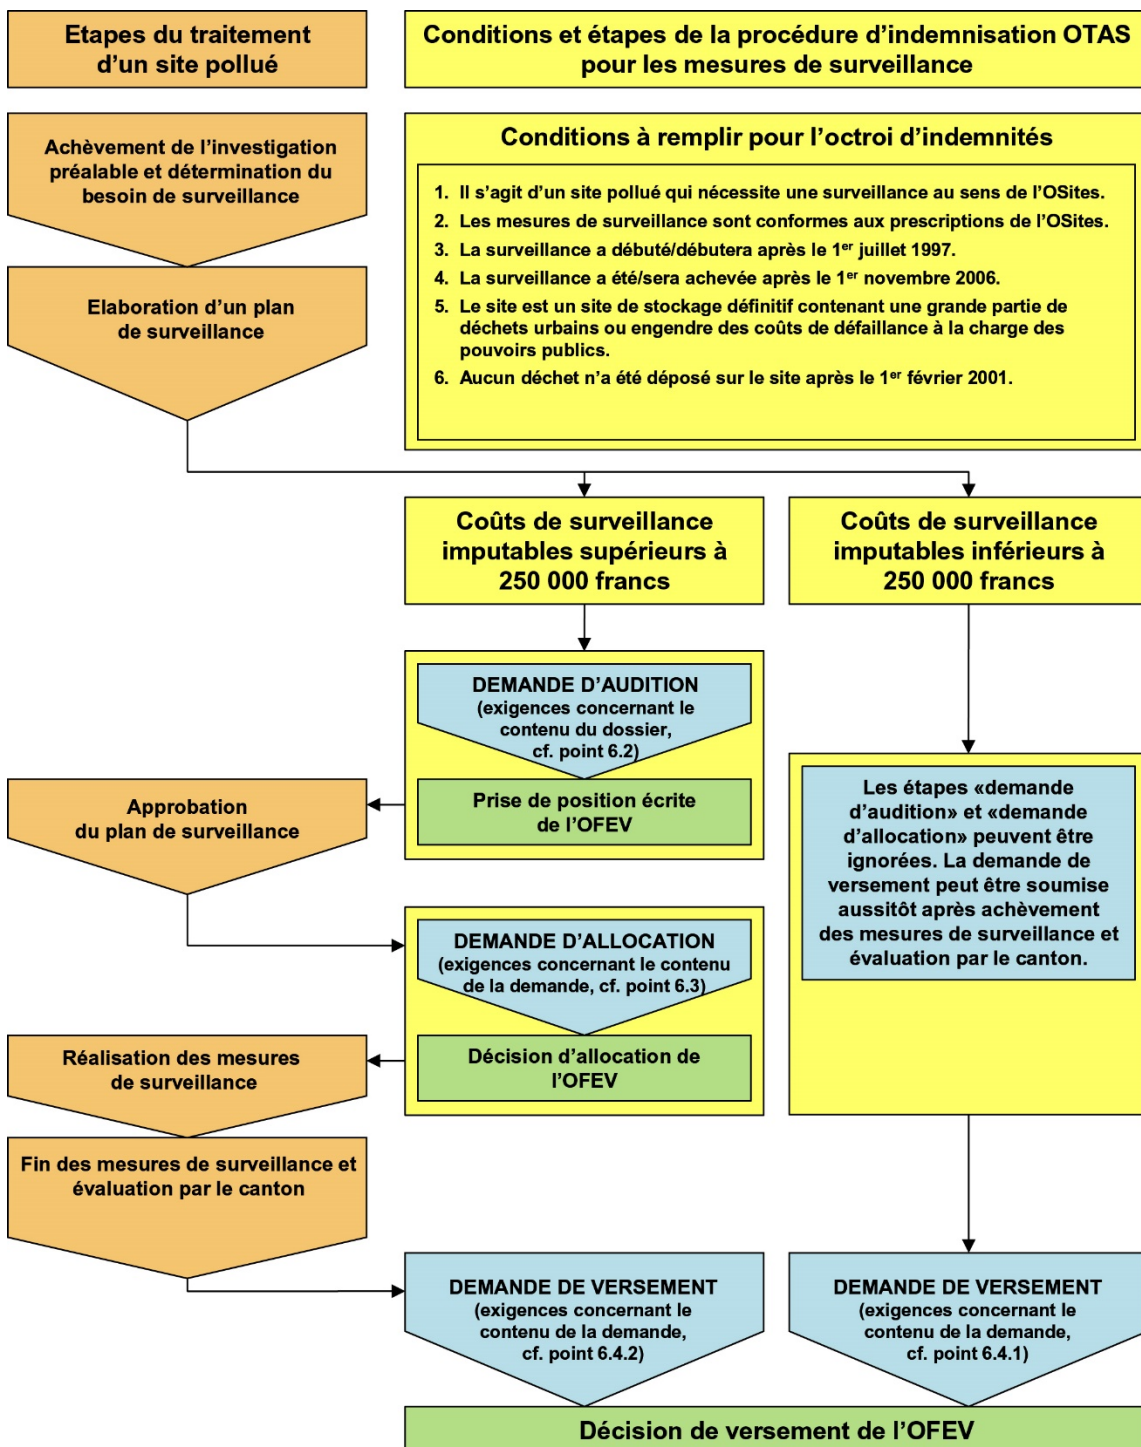 Etapes du traitement
d'un site pollué
Conditions et étapes de la procédure d'indemnisation OTAS
pour les mesures de surveillance
Achèvement de l'investigation
préalable et détermination du
besoin de surveillance
Elaboration d'un plan
de surveillance
Conditions à remplir pour l'octroi d'indemnités
1. Il s'agit d'un site pollué qui nécessite une surveillance au sens de l'OSites.
2. Les mesures de surveillance sont conformes aux prescriptions de l'OSites.
3. La surveillance a débuté/débutera après le 1er juillet 1997.
4. La surveillance a été/sera achevée après le 1er novembre 2006.
5. Le site est un site de stockage définitif contenant une grande partie de
déchets urbains ou engendre des coûts de défaillance à la charge des
pouvoirs publics.
6. Aucun déchet n'a été déposé sur le site après le 1er février 2001.
Coûts de surveillance
imputables supérieurs à
250 000 francs
Coûts de surveillance
imputables inférieurs à
250 000 francs
DEMANDE D'AUDITION
(exigences concernant le
contenu du dossier,
cf. point 6.2)
Prise de position écrite
de l'OFEV
Approbation
du plan de surveillance
Les étapes «demande
d'audition» et «demande
d'allocation» peuvent être
ignorées. La demande de
versement peut être soumise
aussitôt après achèvement
des mesures de surveillance et
évaluation par le canton.
DEMANDE D'ALLOCATION
(exigences concernant le contenu
de la demande, cf. point 6.3)
Décision d'allocation de
l'OFEV
Réalisation des mesures
de surveillance
Fin des mesures de surveillance et
évaluation par le canton
DEMANDE DE VERSEMENT
(exigences concernant le
contenu de la demande,
cf. point 6.4.2)
DEMANDE DE VERSEMENT
(exigences concernant le
contenu de la demande,
cf. point 6.4.1)
Décision de versement de l'OFEV